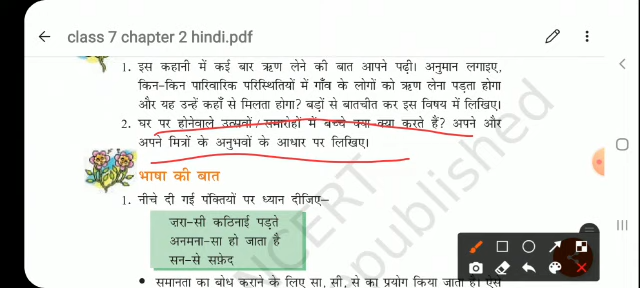 class 7 chapter 2 hindi.pdf
1. इस कहानी में कई बार ऋण लेने की बात आपने पढ़ी। अनुमान लगाइए,
किन-किन पारिवारिक परिस्थितियों में गाँव के लोगों को ऋण लेना पड़ता होगा
और यह उन्हें कहाँ से मिलता होगा? बड़ों से बातचीत कर इस विषय में लिखिए।
2. घर पर होनेवाले उत्सवों/समारोहों में बच्चे क्या-क्या करते हैं? अपने और
अपने मित्रों के अनुभवों के आधार पर लिखिए।
भाषा की बात
1. नीचे दी गई पंक्तियों पर ध्यान दीजिए–
ज़रा-सी कठिनाई पड़ते
अनमना-सा हो जाता है
सन-से सफ़ेद
• समानता का बोध कराने के लिए सा, सी, से का प्रयोग किया जाता है। ऐसे
NCERT
published